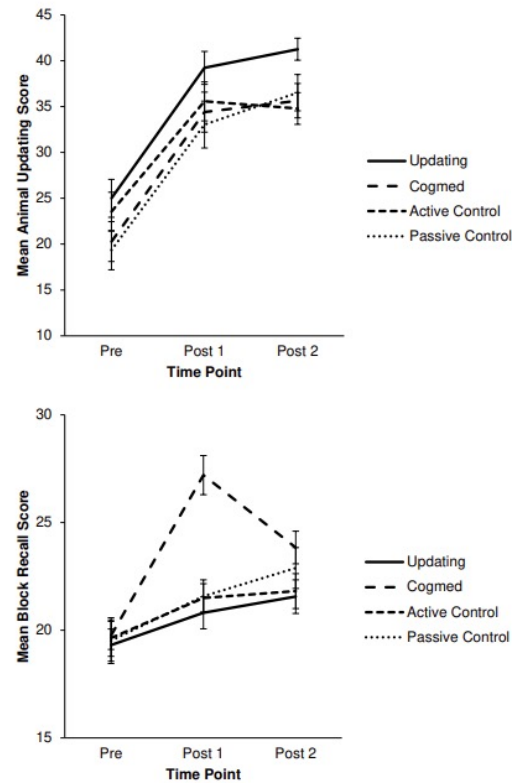 45
40
35
30
25
20
15
10
Mean Animal Updating Score
Pre Post 1 Post 2
Time Point
Updating
Cogmed
Active Control
Passive Control
30
25
20
15
Mean Block Recall Score
Pre Post 1 Post 2
Time Point
Updating
Cogmed
Active Control
Passive Control